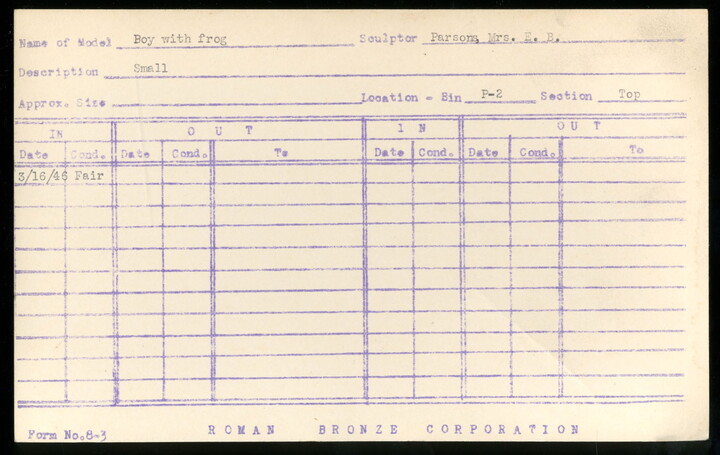 Name of Model Boy with frog Sculptor Parsons, Mrs. E. B.
Description Small
Approx. Size Location - Bin P-2 Section Top
IN OUT IN OUT
Date Cond. Date Cond. To Date Cond. Date Cond. To
3/16/46 Fair
Form No.8-3 ROMAN BRONZE CORPORATION